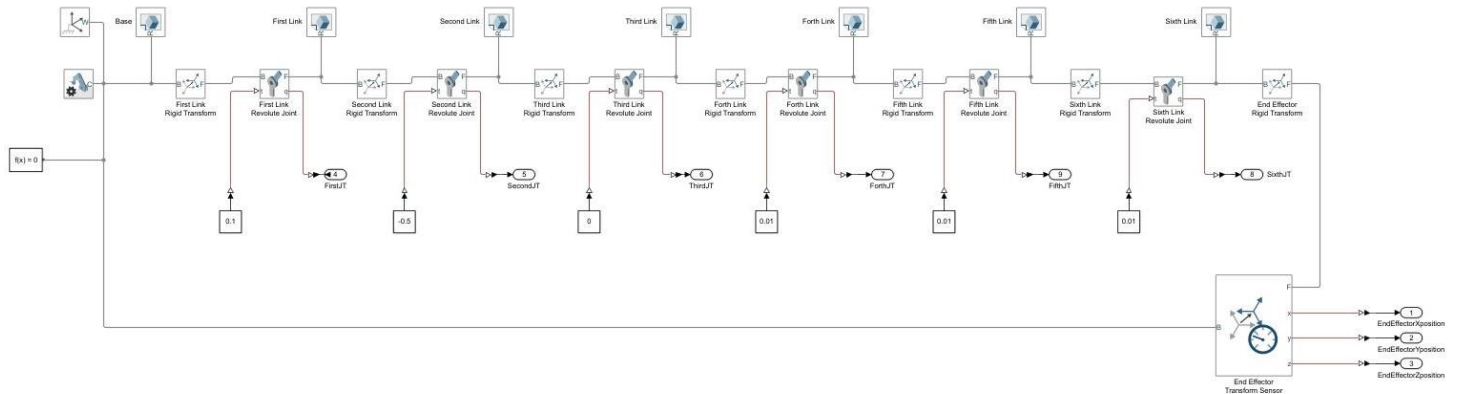 Base
First Link
Second Link
Third Link
Forth Link
Fifth Link
Sixth Link
W
R
R
R
R
R
R
R
C
B F
First Link
Rigid Transform
B F
t q
First Link
Revolute Joint
B F
Second Link
Rigid Transform
B F
t q
Second Link
Revolute Joint
B F
Third Link
Rigid Transform
B F
t q
Third Link
Revolute Joint
B F
Forth Link
Rigid Transform
B F
t q
Forth Link
Revolute Joint
B F
Fifth Link
Rigid Transform
B F
t q
Fifth Link
Revolute Joint
B F
Sixth Link
Rigid Transform
B F
t q
Sixth Link
Revolute Joint
B F
End Effector
Rigid Transform
f(x) = 0
4
FirstJT
5
SecondJT
6
ThirdJT
7
ForthJT
9
FifthJT
8
SixthJT
0.1
-0.5
0
0.01
0.01
0.01
F
B
x
y
z
End Effector
Transform Sensor
1
EndEffectorXposition
2
EndEffectorYposition
3
EndEffectorZposition